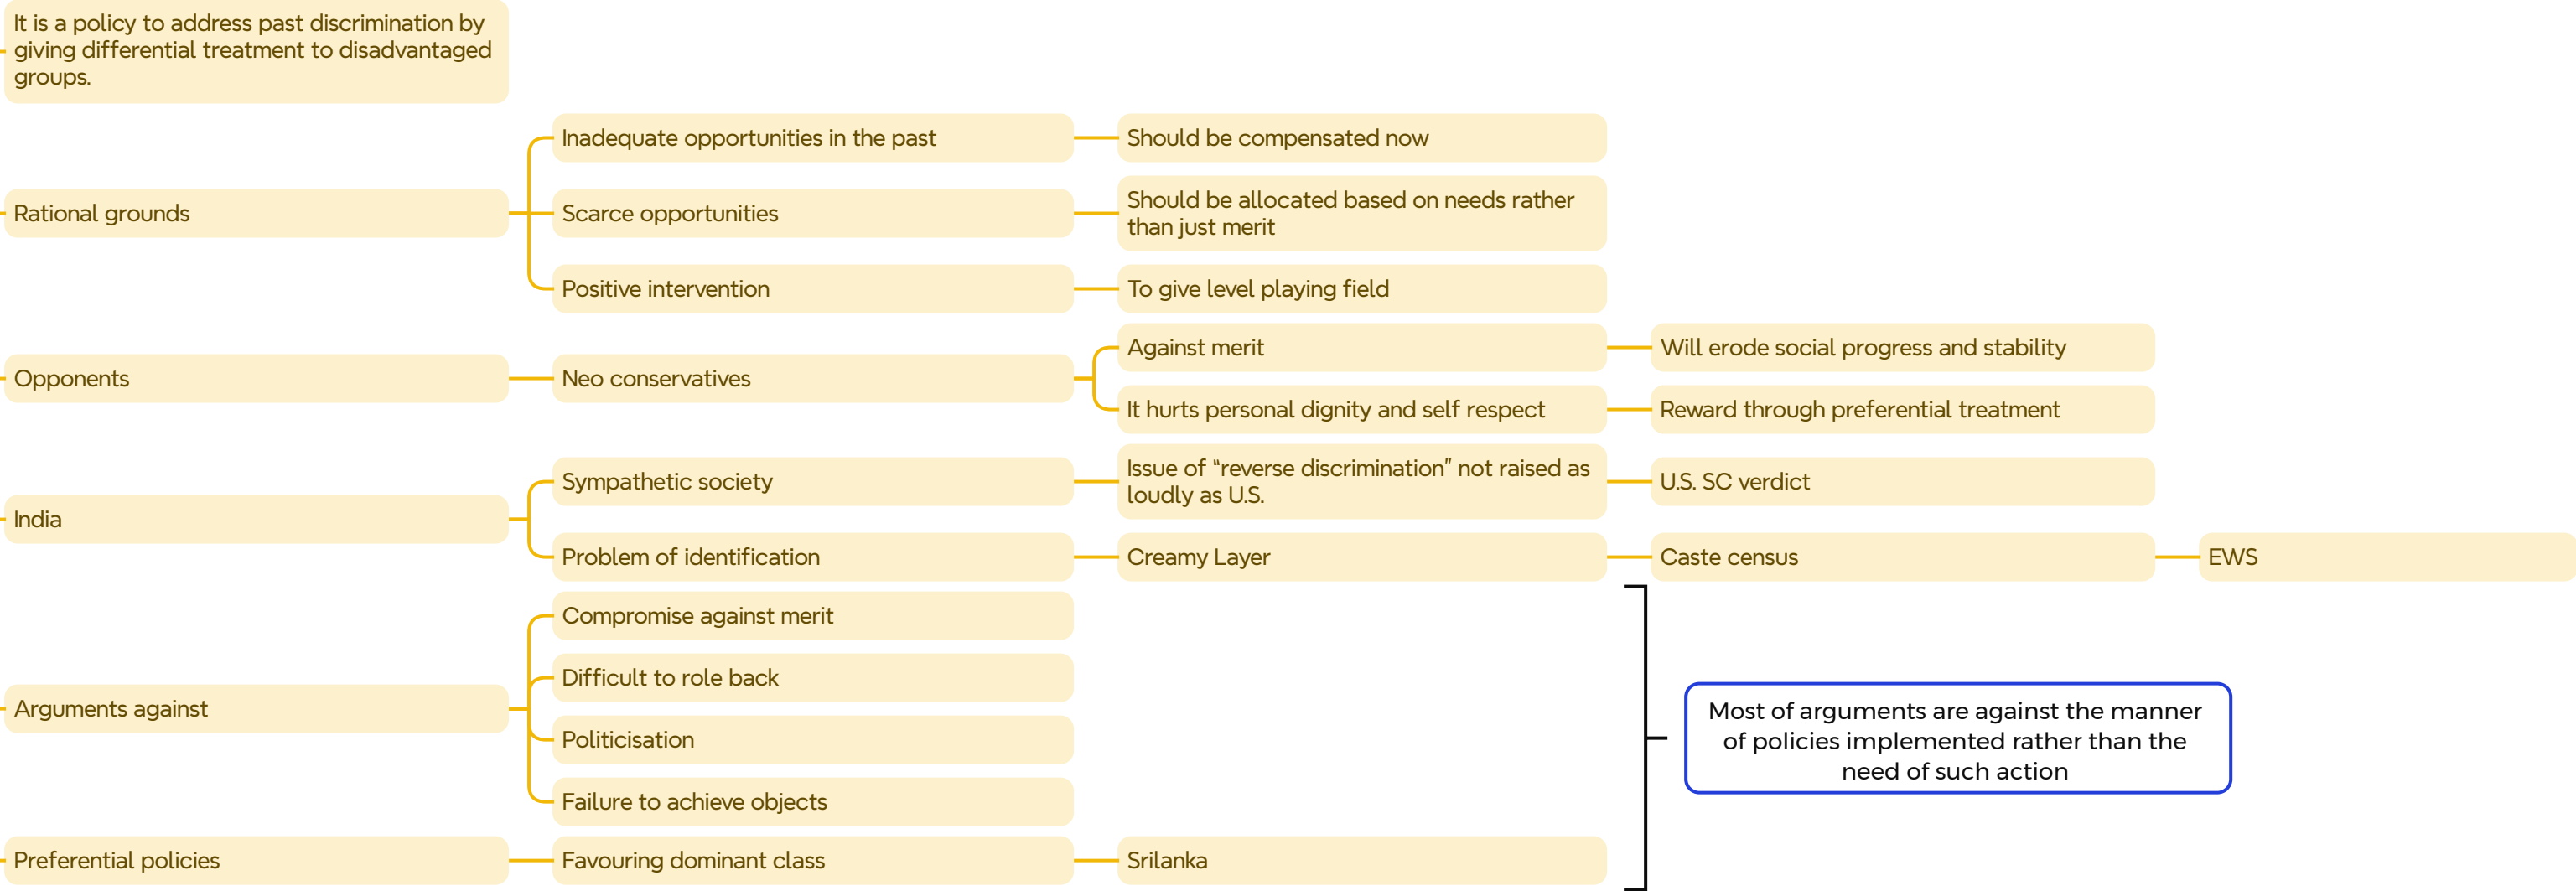 It is a policy to address past discrimination by
giving differential treatment to disadvantaged
groups.
Rational grounds
Inadequate opportunities in the past
Should be compensated now
Scarce opportunities
Should be allocated based on needs rather
than just merit
Positive intervention
To give level playing field
Opponents
Neo conservatives
Against merit
Will erode social progress and stability
It hurts personal dignity and self respect
Reward through preferential treatment
India
Sympathetic society
Issue of “reverse discrimination” not raised as
loudly as U.S.
U.S. SC verdict
Problem of identification
Creamy Layer
Caste census
EWS
Arguments against
Compromise against merit
Difficult to role back
Politicisation
Failure to achieve objects
Most of arguments are against the manner
of policies implemented rather than the
need of such action
Preferential policies
Favouring dominant class
Srilanka